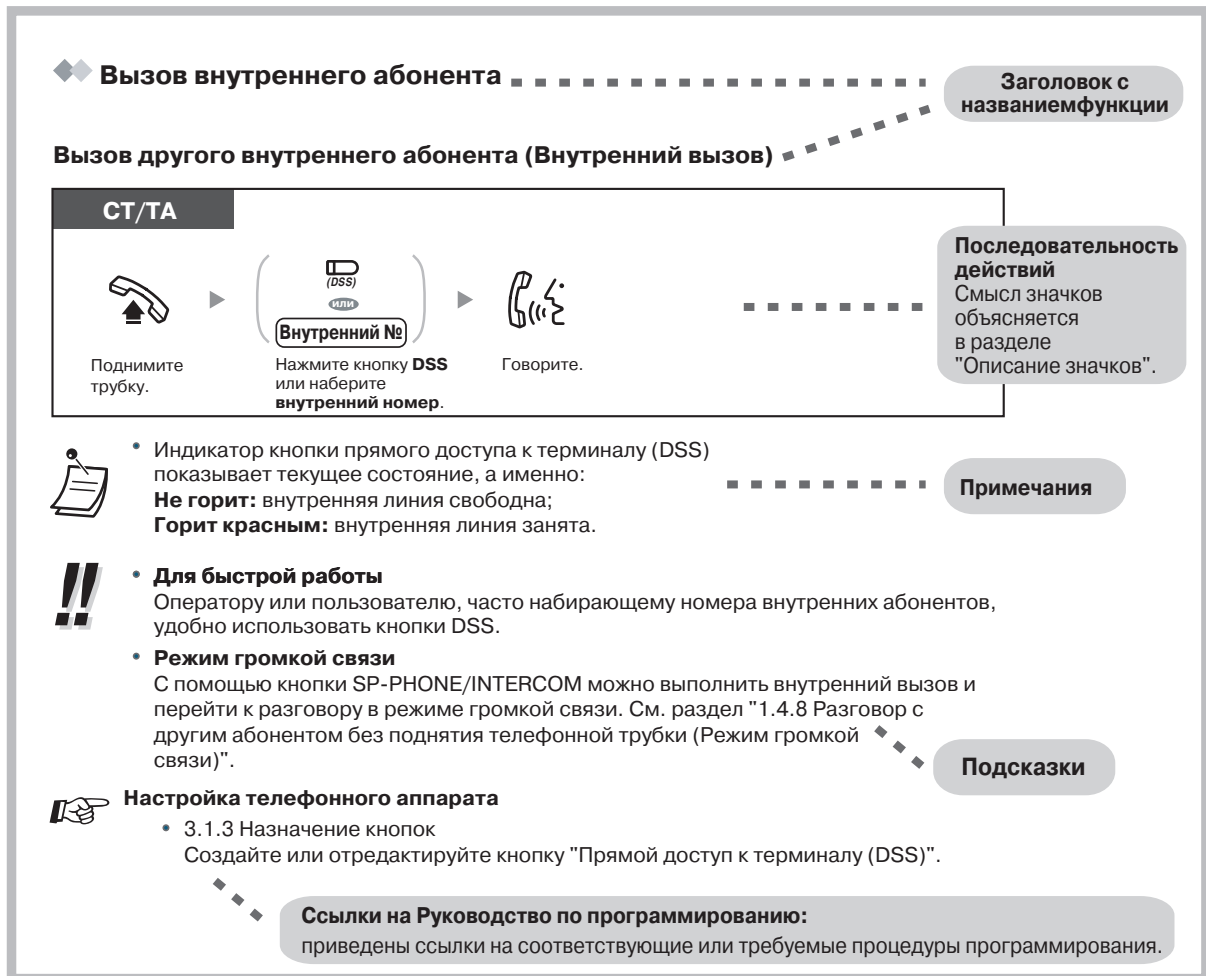 Вызов внутреннего абонента
Заголовок с
названиемфункции
Вызов другого внутреннего абонента (Внутренний вызов)
СТ/ТА
(DSS)
или
Внутренний №
Поднимите
трубку.
Нажмите кнопку DSS
или наберите
внутренний номер.
Говорите.
Последовательность
действий
Смысл значков
объясняется
в разделе
"Описание значков".
• Индикатор кнопки прямого доступа к терминалу (DSS)
показывает текущее состояние, а именно:
Не горит: внутренняя линия свободна;
Горит красным: внутренняя линия занята.
Примечания
• Для быстрой работы
Оператору или пользователю, часто набирающему номера внутренних абонентов,
удобно использовать кнопки DSS.
• Режим громкой связи
С помощью кнопки SP-PHONE/INTERCOM можно выполнить внутренний вызов и
перейти к разговору в режиме громкой связи. См. раздел "1.4.8 Разговор с
другим абонентом без поднятия телефонной трубки (Режим громкой
связи)".
Подсказки
Настройка телефонного аппарата
• 3.1.3 Назначение кнопок
Создайте или отредактируйте кнопку "Прямой доступ к терминалу (DSS)".
Ссылки на Руководство по программированию:
приведены ссылки на соответствующие или требуемые процедуры программирования.